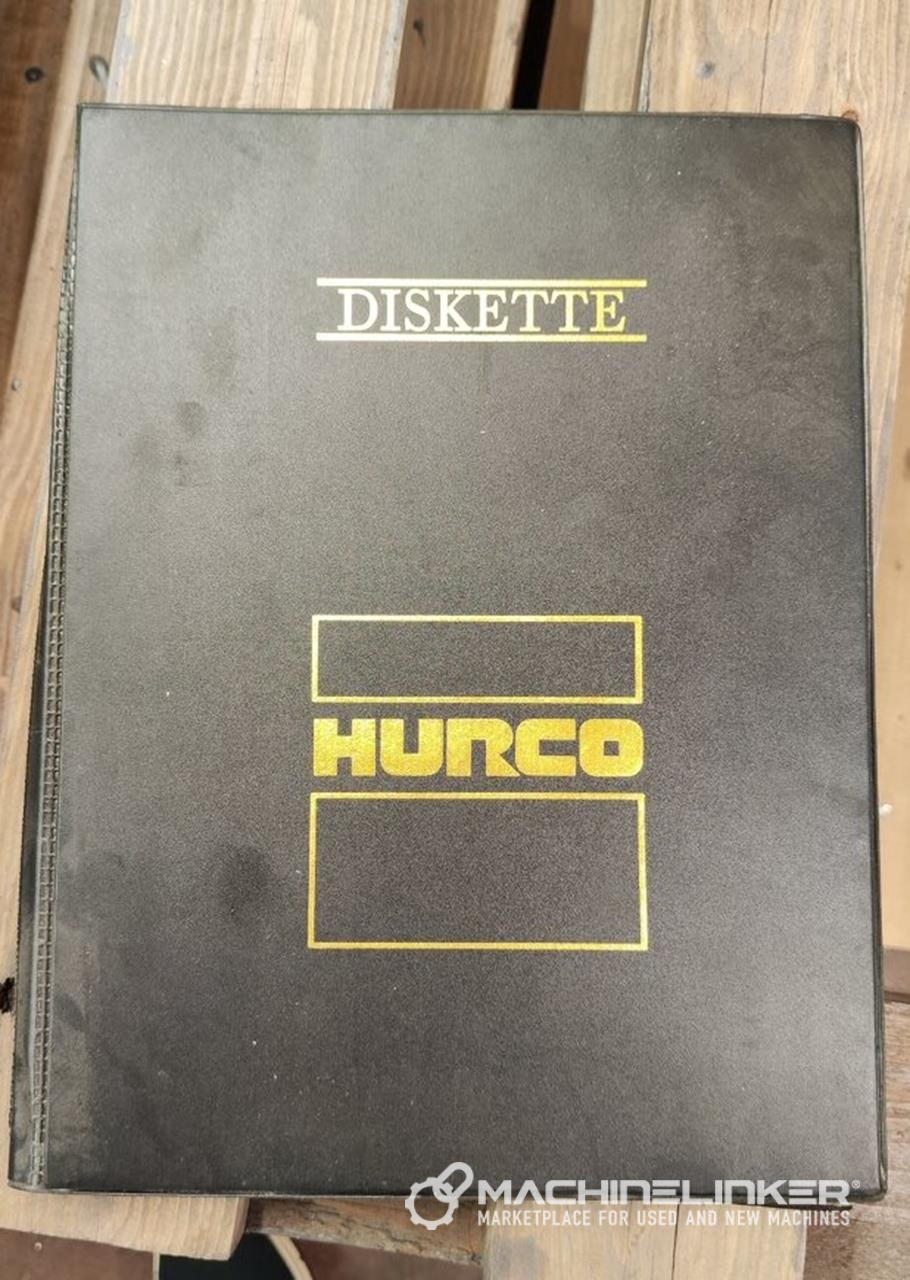 DISKETTE
HURCO
MACHINELINKER®
MARKETPLACE FOR USED AND NEW MACHINES